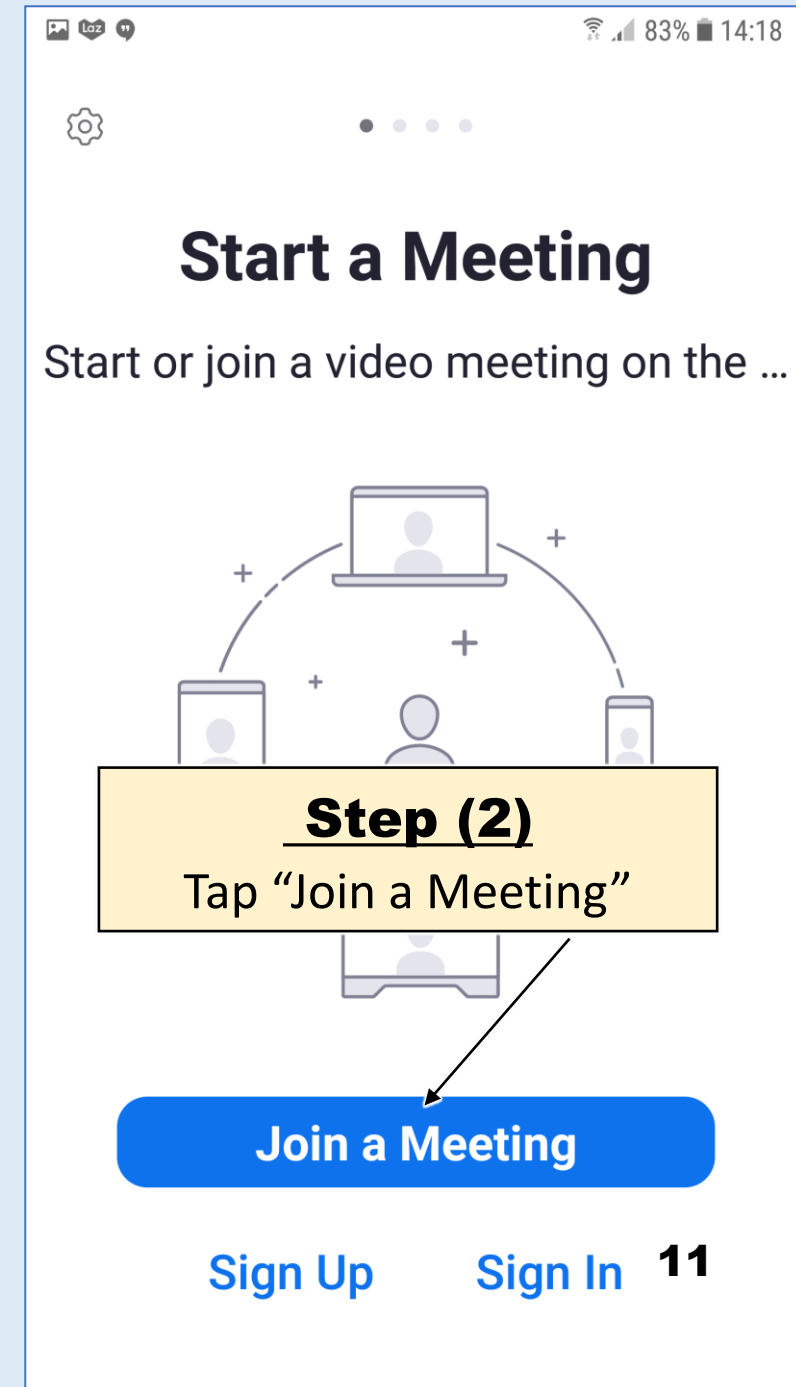 Laz 83% 14:18
Start a Meeting
Start or join a video meeting on the ...
Step (2)
Tap “Join a Meeting”
Join a Meeting
Sign Up Sign In 11